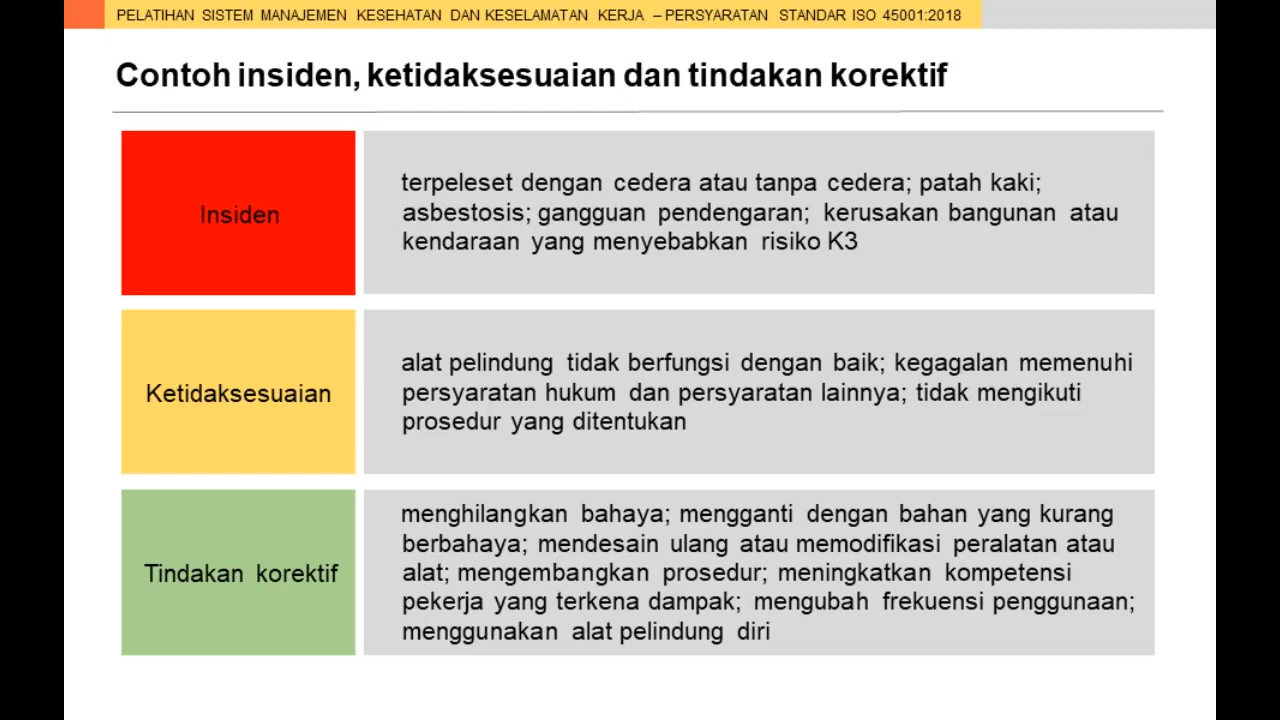 PELATIHAN SISTEM MANAJEMEN KESEHATAN DAN KESELAMATAN KERJA – PERSYARATAN STANDAR ISO 45001:2018
Contoh insiden, ketidaksesuaian dan tindakan korektif
Insiden
terpeleset dengan cedera atau tanpa cedera; patah kaki;
asbestosis; gangguan pendengaran; kerusakan bangunan atau
kendaraan yang menyebabkan risiko K3
Ketidaksesuaian
alat pelindung tidak berfungsi dengan baik; kegagalan memenuhi
persyaratan hukum dan persyaratan lainnya; tidak mengikuti
prosedur yang ditentukan
Tindakan korektif
menghilangkan bahaya; mengganti dengan bahan yang kurang
berbahaya; mendesain ulang atau memodifikasi peralatan atau
alat; mengembangkan prosedur; meningkatkan kompetensi
pekerja yang terkena dampak; mengubah frekuensi penggunaan;
menggunakan alat pelindung diri